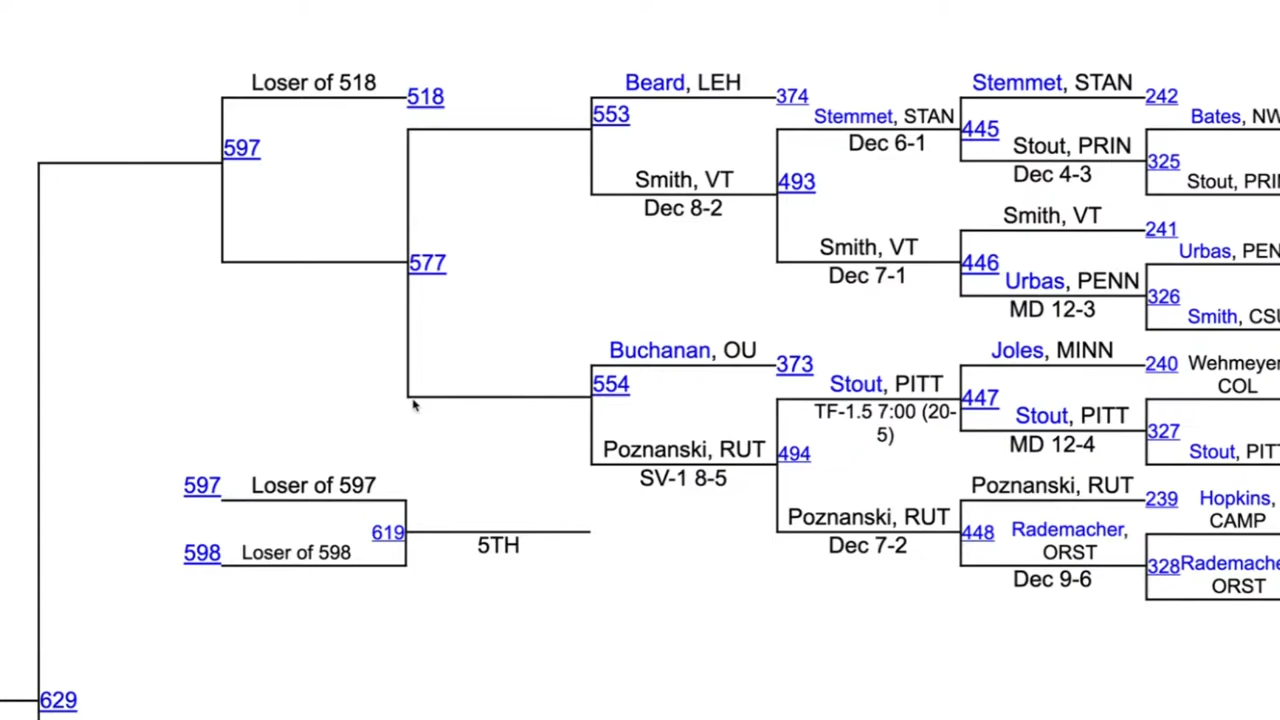 Loser of 518
518
597
577
Beard, LEH
374
553
Smith, VT
Dec 8-2
493
Stemmet, STAN
Dec 6-1
445
Stemmet, STAN
242
Stout, PRIN
Dec 4-3
325
Bates, NW
Stout, PRIN
Smith, VT
Dec 7-1
446
Smith, VT
241
Urbas, PENN
MD 12-3
326
Urbas, PEN
Smith, CSU
Buchanan, OU
373
554
Poznanski, RUT
SV-1 8-5
494
Stout, PITT
TF-1.5 7:00 (20-
5)
447
Joles, MINN
240
Stout, PITT
MD 12-4
327
Wehmeyer
COL
Stout, PITT
Poznanski, RUT
Dec 7-2
448
Poznanski, RUT
239
Rademacher,
ORST
Dec 9-6
328
Hopkins,
CAMP
Rademache
ORST
597
Loser of 597
598
Loser of 598
619
5TH
629